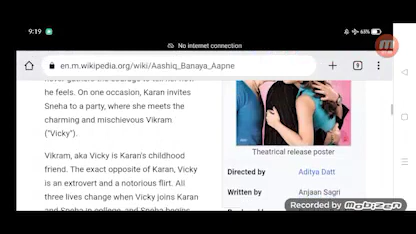 9:19
63%
No internet connection
en.m.wikipedia.org/wiki/Aashiq_Banaya_Aapne
9
he feels. On one occasion, Karan invites
Sneha to a party, where she meets the
charming and mischievous Vikram
("Vicky").
Vikram, aka Vicky is Karan's childhood
friend. The exact opposite of Karan, Vicky
is an extrovert and a notorious flirt. All
three lives change when Vicky joins Karan
and Sneha in college, and Sneha begins
Theatrical release poster
Directed by Aditya Datt
Written by Anjaan Sagri
Recorded by MOBIZEN